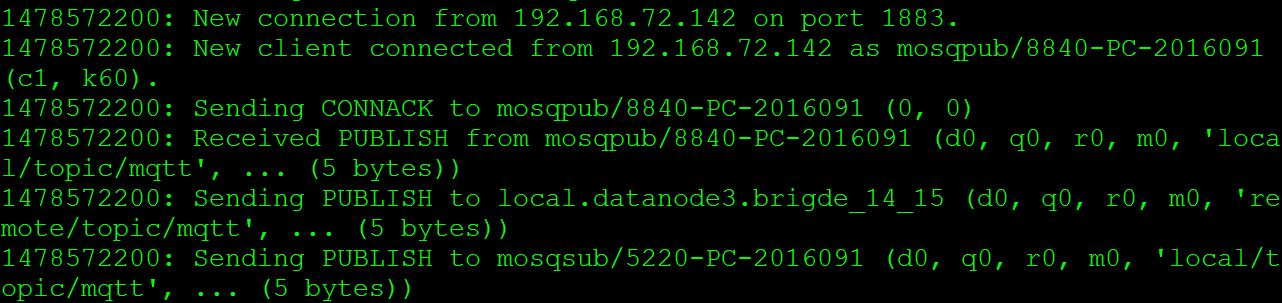 1478572200: New connection from 192.168.72.142 on port 1883.
1478572200: New client connected from 192.168.72.142 as mosqpub/8840-PC-2016091
(c1, k60).
1478572200: Sending CONNACK to mosqpub/8840-PC-2016091 (0, 0)
1478572200: Received PUBLISH from mosqpub/8840-PC-2016091 (d0, q0, r0, m0, 'loca
l/topic/mqtt', ... (5 bytes))
1478572200: Sending PUBLISH to local.datanode3.brigde_14_15 (d0, q0, r0, m0, 're
mote/topic/mqtt', ... (5 bytes))
1478572200: Sending PUBLISH to mosqsub/5220-PC-2016091 (d0, q0, r0, m0, 'local/t
opic/mqtt', ... (5 bytes))